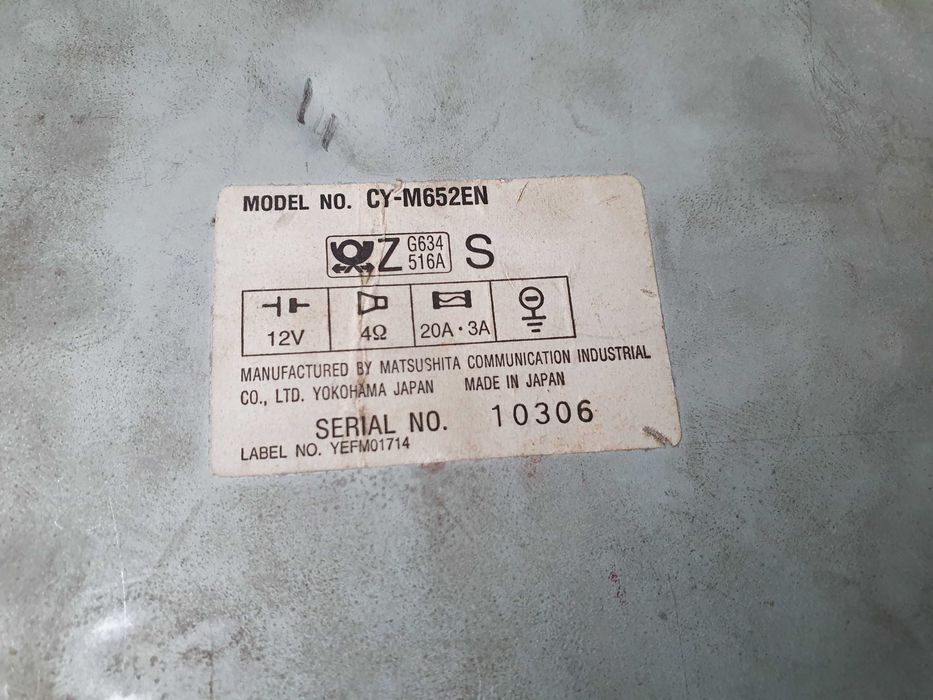 MODEL NO. CY-M652EN
Z G634 516A S
12V 4Ω 20A·3A
MANUFACTURED BY MATSUSHITA COMMUNICATION INDUSTRIAL
CO., LTD. YOKOHAMA JAPAN MADE IN JAPAN
SERIAL NO. 10306
LABEL NO. YEFM01714